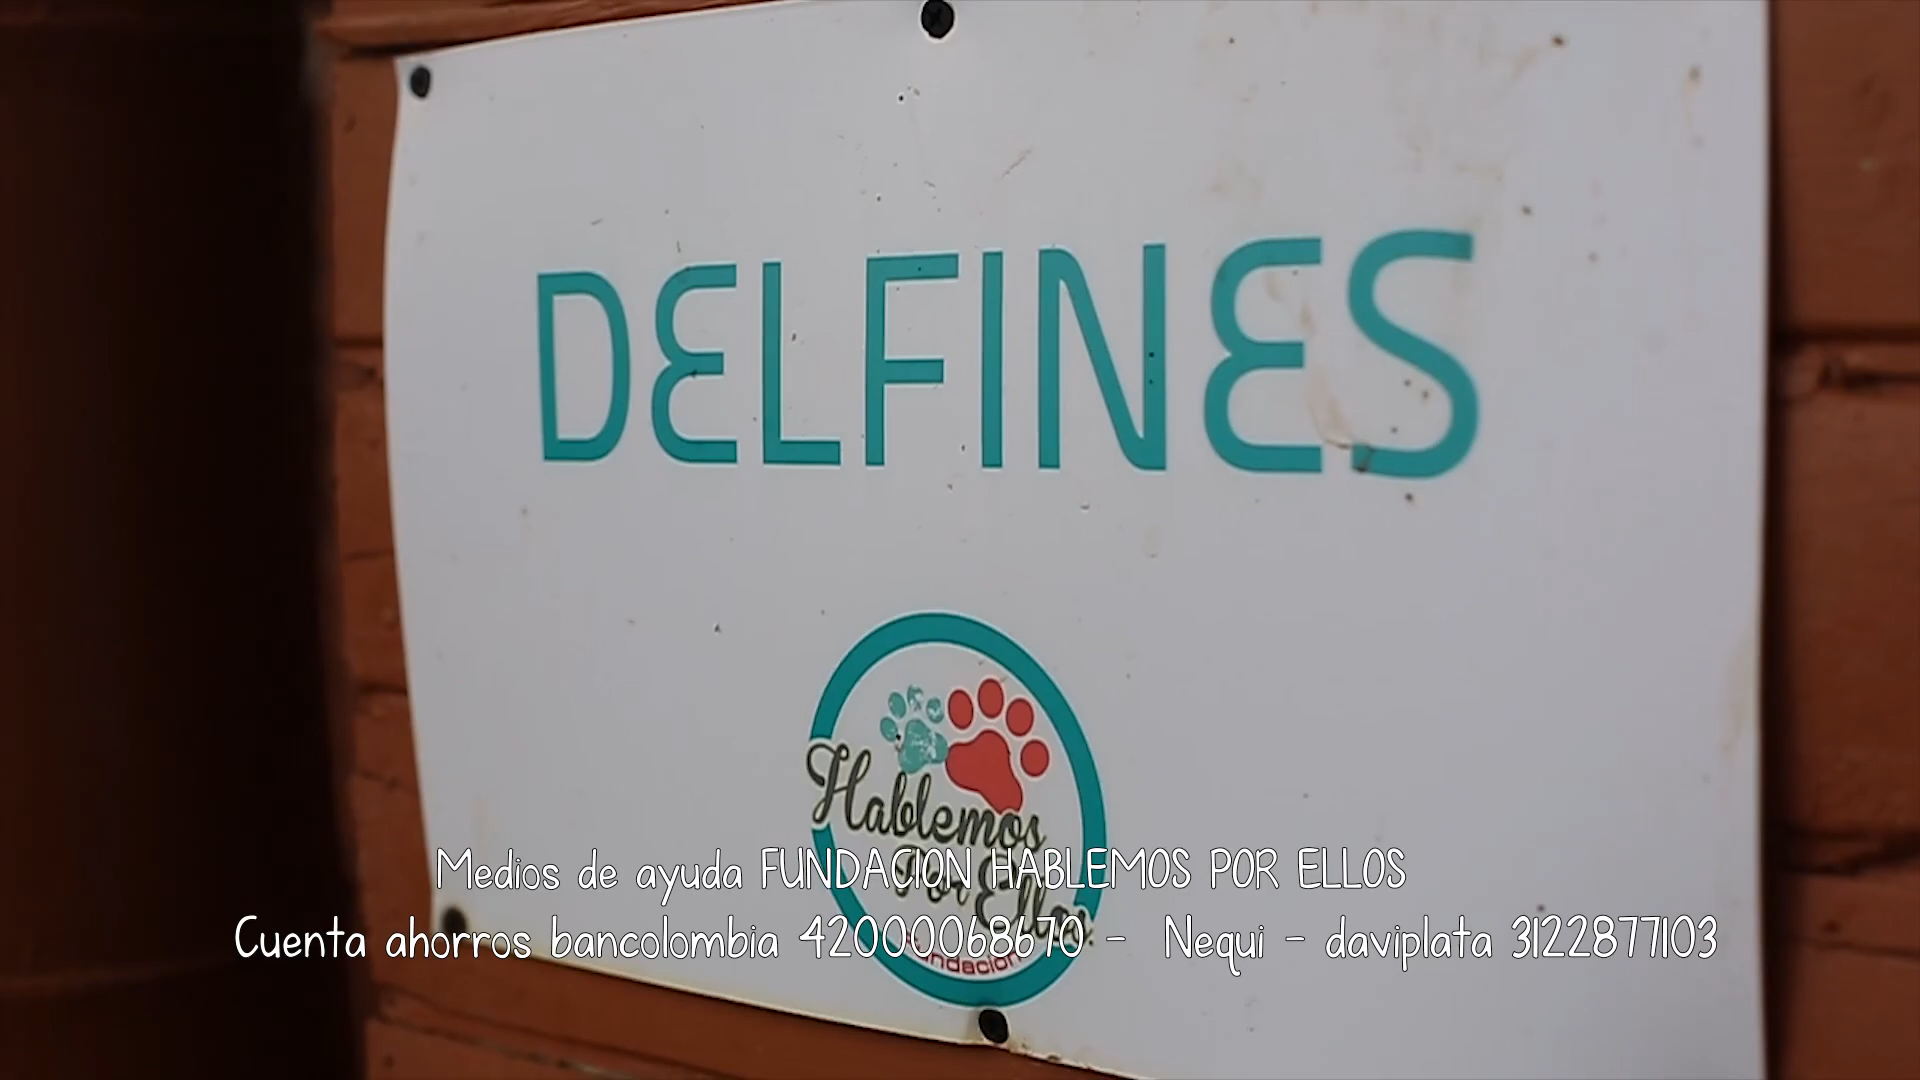 DELFINES
Hablemos
Por Ellos.
Fundación
Medios de ayuda FUNDACION HABLEMOS POR ELLOS
Cuenta ahorros bancolombia 42000068670 - Nequi - daviplata 3122877103